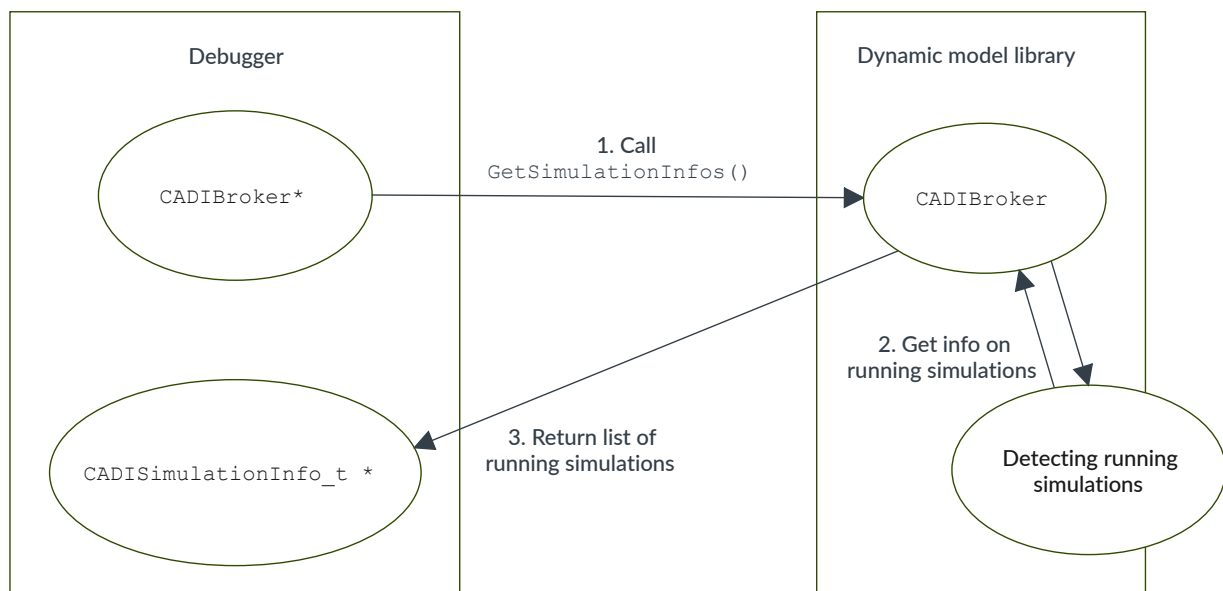 Debugger
Dynamic model library
1. Call
GetSimulationInfos()
CADIBroker*
CADIBroker
2. Get info on
running simulations
3. Return list of
running simulations
CADISimulationInfo_t *
Detecting running
simulations